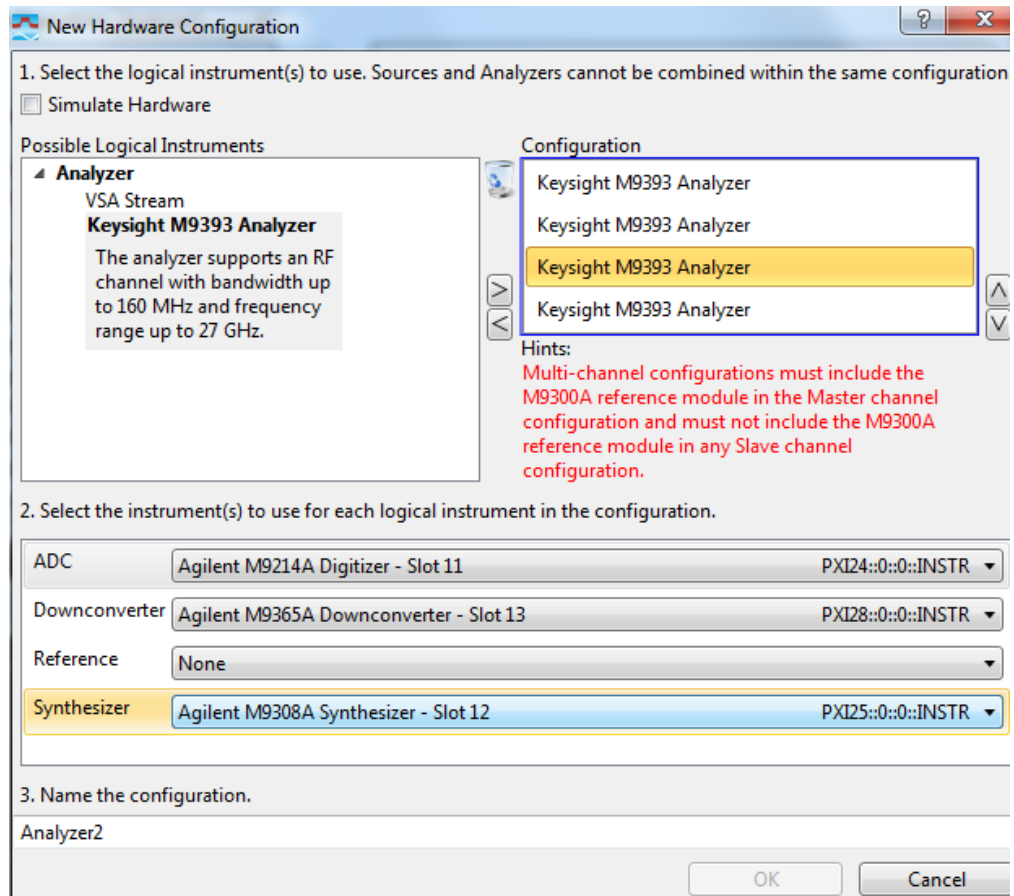 New Hardware Configuration
?
X
1. Select the logical instrument(s) to use. Sources and Analyzers cannot be combined within the same configuration
Simulate Hardware
Possible Logical Instruments
Analyzer
VSA Stream
Keysight M9393 Analyzer
The analyzer supports an RF
channel with bandwidth up
to 160 MHz and frequency
range up to 27 GHz.
>
<
Configuration
Keysight M9393 Analyzer
Keysight M9393 Analyzer
Keysight M9393 Analyzer
Keysight M9393 Analyzer
Hints:
Multi-channel configurations must include the
M9300A reference module in the Master channel
configuration and must not include the M9300A
reference module in any Slave channel
configuration.
2. Select the instrument(s) to use for each logical instrument in the configuration.
ADC Agilent M9214A Digitizer - Slot 11 PXI24::0::0::INSTR
Downconverter Agilent M9365A Downconverter - Slot 13 PXI28::0::0::INSTR
Reference None
Synthesizer Agilent M9308A Synthesizer - Slot 12 PXI25::0::0::INSTR
3. Name the configuration.
Analyzer2
OK Cancel